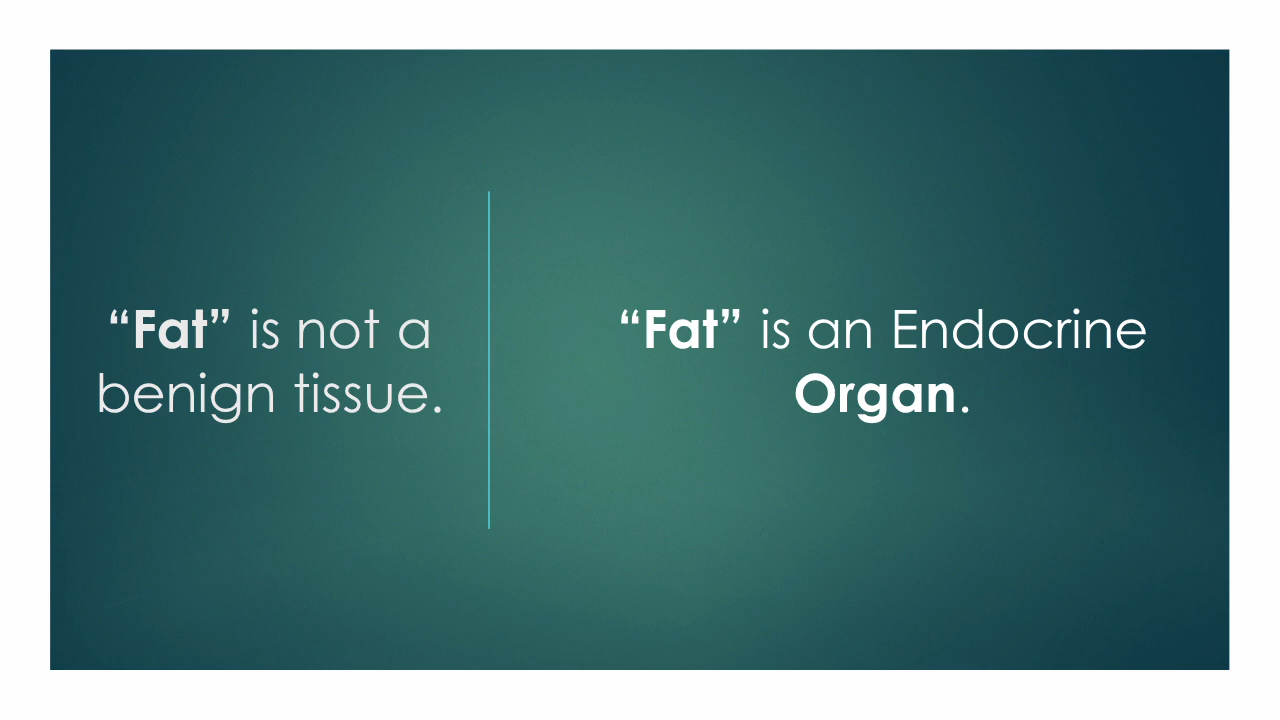 “Fat” is not a
benign tissue.
“Fat” is an Endocrine
Organ.